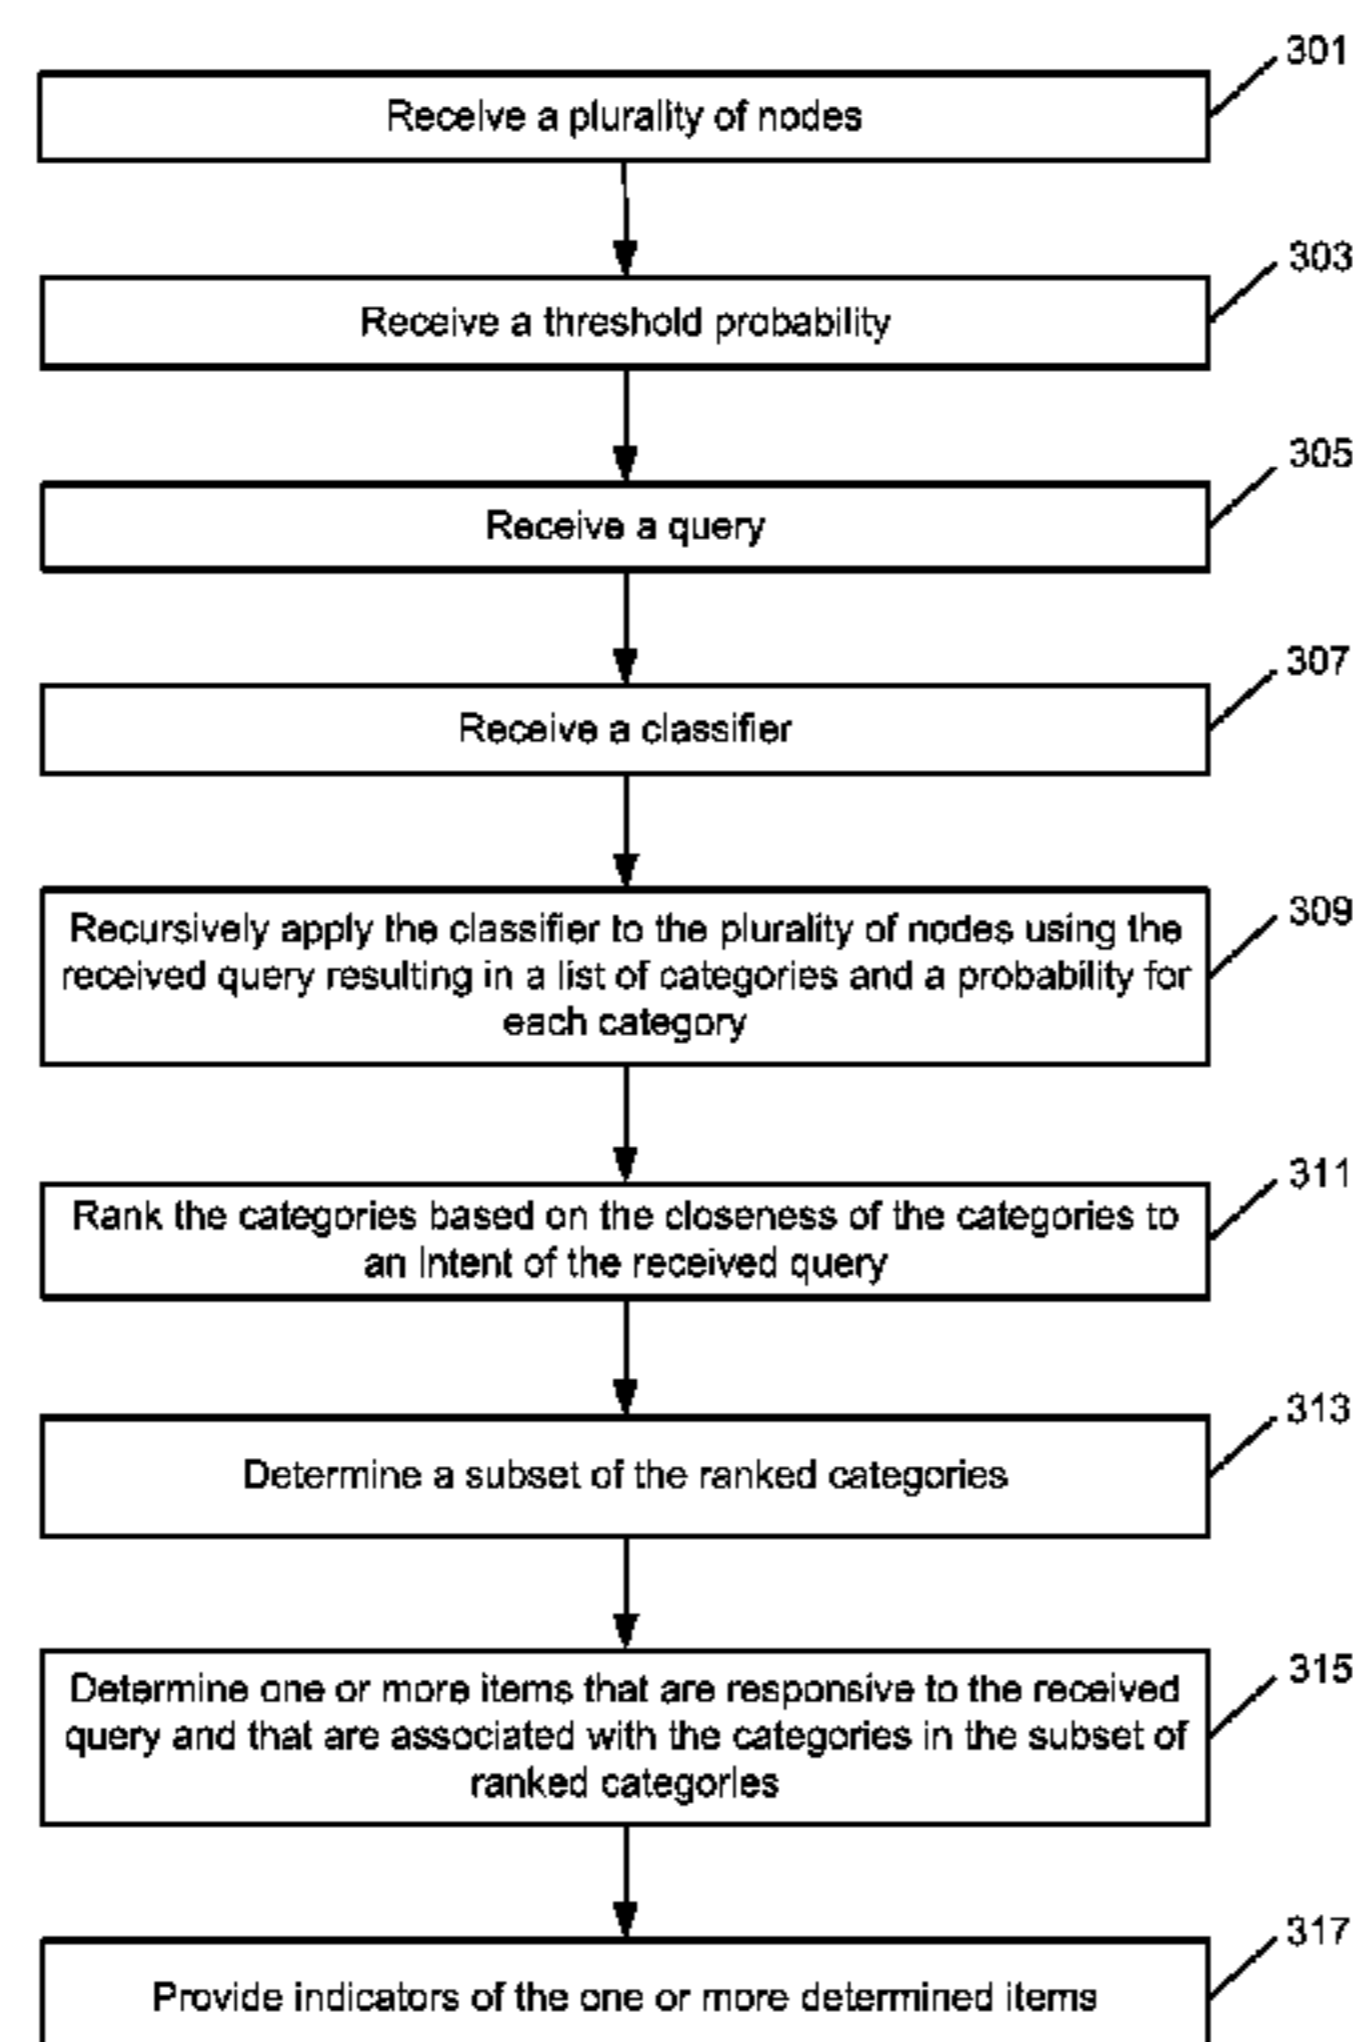 301
Receive a plurality of nodes
303
Receive a threshold probability
305
Receive a query
307
Receive a classifier
309
Recursively apply the classifier to the plurality of nodes using the
received query resulting in a list of categories and a probability for
each category
311
Rank the categories based on the closeness of the categories to
an intent of the received query
313
Determine a subset of the ranked categories
315
Determine one or more items that are responsive to the received
query and that are associated with the categories in the subset of
ranked categories
317
Provide indicators of the one or more determined items